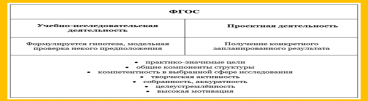 ФГОС
Учебно-исследовательская деятельность
Проектная деятельность
Формулируется гипотеза, модельная проверка некого предположения
Получение конкретного запланированного результата
• практико-значимые цели
• общие компоненты структуры
• компетентность в выбранной сфере исследования
• творческая активность
• собранность, аккуратность
• целеустремлённость
• высокая мотивация